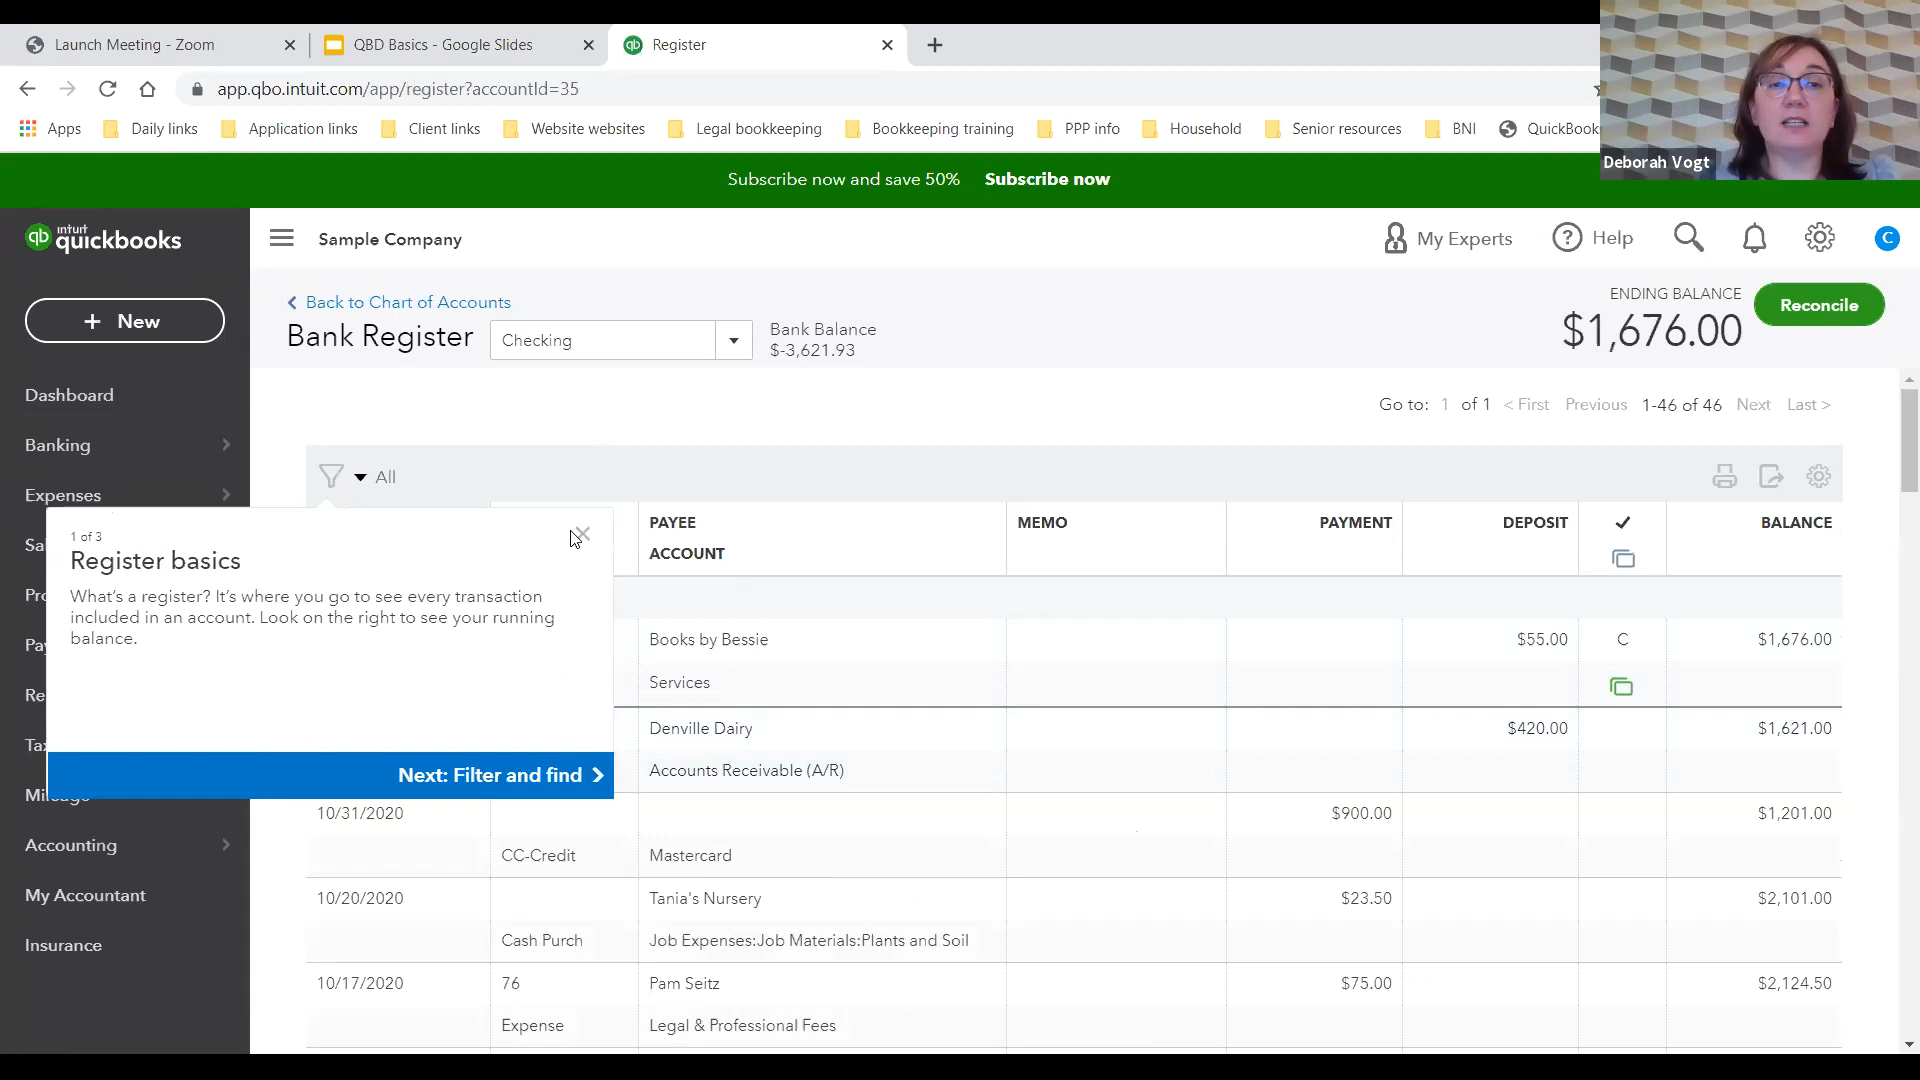 Launch Meeting - Zoom
QBD Basics - Google Slides
qb Register
app.qbo.intuit.com/app/register?accountId=35
Apps Daily links Application links Client links Website websites Legal bookkeeping Bookkeeping training PPP info Household Senior resources BNI
Deborah Vogt
Subscribe now and save 50% Subscribe now
qb intuit quickbooks
Sample Company
My Experts ? Help C
+ New
Back to Chart of Accounts
Bank Register Checking
Bank Balance
$-3,621.93
ENDING BALANCE
$1,676.00
Reconcile
Dashboard
Banking
Expenses
Accounting
My Accountant
Insurance
Go to: 1 of 1 < First Previous 1-46 of 46 Next Last >
All
1 of 3
Register basics
What's a register? It's where you go to see every transaction
included in an account. Look on the right to see your running
balance.
Next: Filter and find
PAYEE MEMO PAYMENT DEPOSIT BALANCE
ACCOUNT
Books by Bessie $55.00 C $1,676.00
Services
Denville Dairy $420.00 $1,621.00
Accounts Receivable (A/R)
10/31/2020 $900.00 $1,201.00
CC-Credit Mastercard
10/20/2020 Tania's Nursery $23.50 $2,101.00
Cash Purch Job Expenses:Job Materials:Plants and Soil
10/17/2020 76 Pam Seitz $75.00 $2,124.50
Expense Legal & Professional Fees